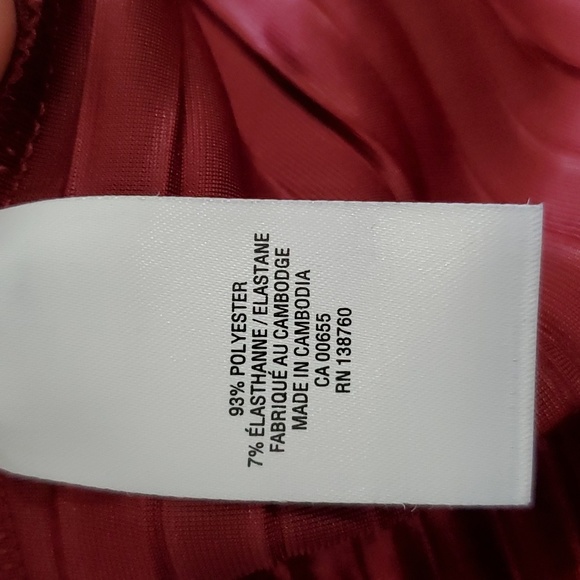 93% POLYESTER
7% ÉLASTHANNE / ELASTANE
FABRIQUÉ AU CAMBODGE
MADE IN CAMBODIA
CA 00655
RN 138760